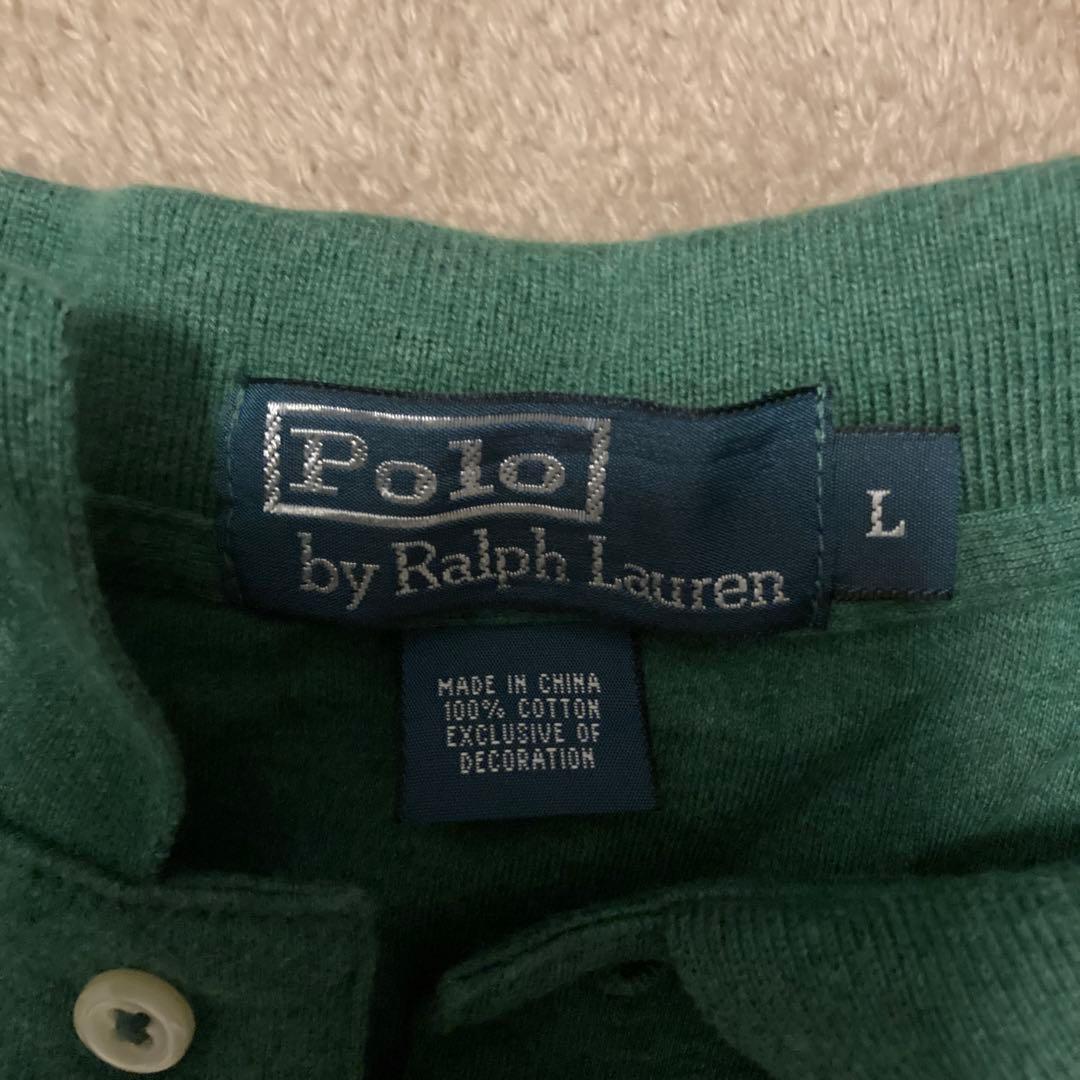 Polo
by Ralph Lauren
L
MADE IN CHINA
100% COTTON
EXCLUSIVE OF
DECORATION